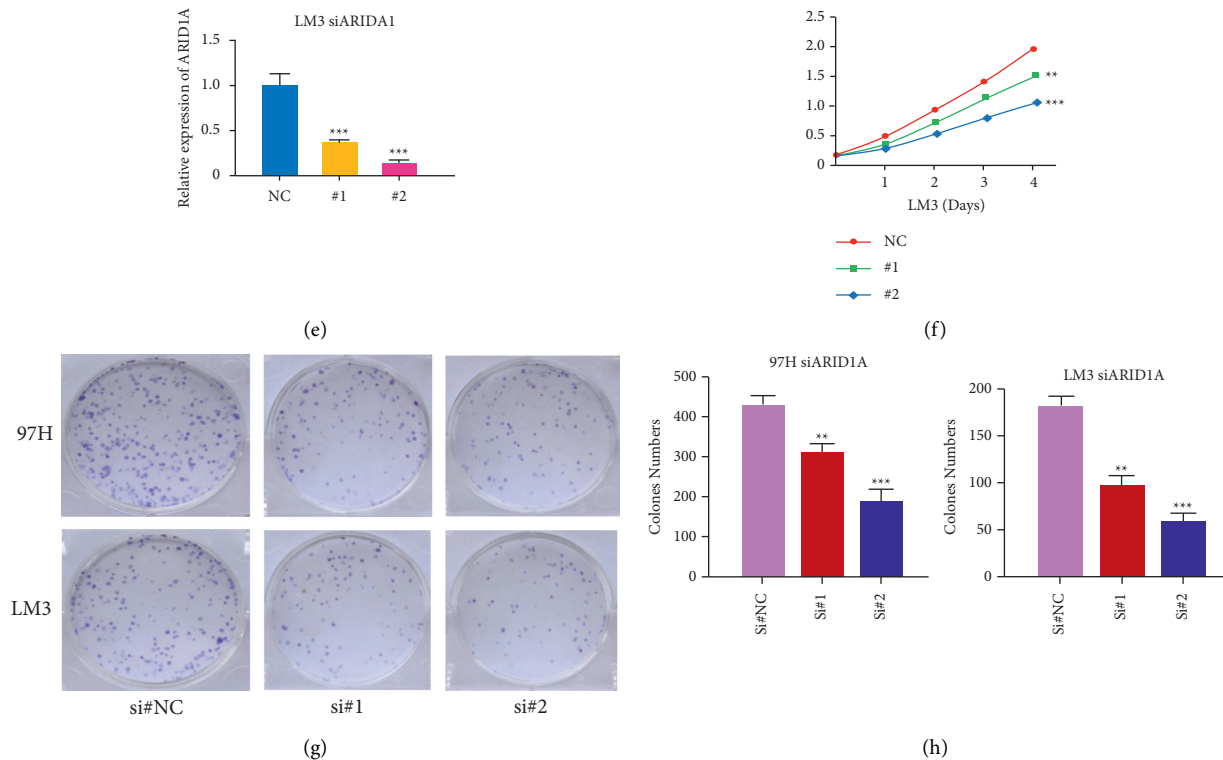 LM3 siARIDA1
Relative expression of ARID1A
1.5
1.0
0.5
0
***
***
NC
#1
#2
(e)
2.5
2.0
1.5
1.0
0.5
0
**
***
1
2
3
4
LM3 (Days)
NC
#1
#2
(f)
97H
LM3
si#NC
si#1
si#2
(g)
97H siARID1A
Colones Numbers
500
400
300
200
100
0
**
***
Si#NC
Si#1
Si#2
LM3 siARID1A
Colones Numbers
200
150
100
50
0
**
***
Si#NC
Si#1
Si#2
(h)